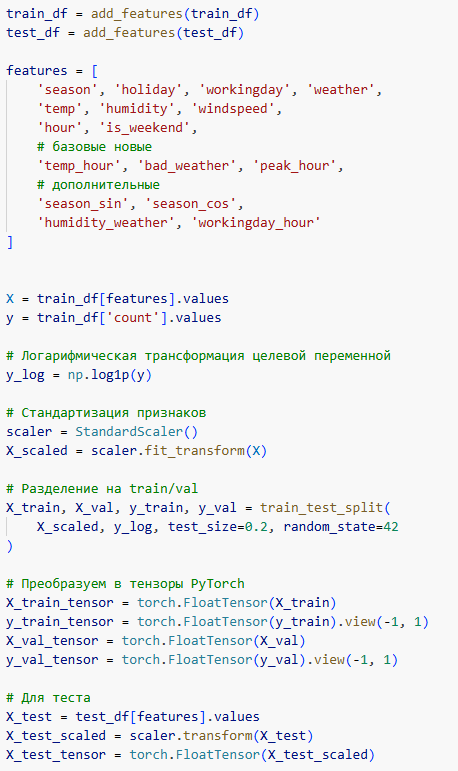 train_df = add_features(train_df)
test_df = add_features(test_df)
features = [
'season', 'holiday', 'workingday', 'weather',
'temp', 'humidity', 'windspeed',
'hour', 'is_weekend',
# базовые новые
'temp_hour', 'bad_weather', 'peak_hour',
# дополнительные
'season_sin', 'season_cos',
'humidity_weather', 'workingday_hour'
]
X = train_df[features].values
y = train_df['count'].values
# Логарифмическая трансформация целевой переменной
y_log = np.log1p(y)
# Стандартизация признаков
scaler = StandardScaler()
X_scaled = scaler.fit_transform(X)
# Разделение на train/val
X_train, X_val, y_train, y_val = train_test_split(
X_scaled, y_log, test_size=0.2, random_state=42
)
# Преобразуем в тензоры PyTorch
X_train_tensor = torch.FloatTensor(X_train)
y_train_tensor = torch.FloatTensor(y_train).view(-1, 1)
X_val_tensor = torch.FloatTensor(X_val)
y_val_tensor = torch.FloatTensor(y_val).view(-1, 1)
# Для теста
X_test = test_df[features].values
X_test_scaled = scaler.transform(X_test)
X_test_tensor = torch.FloatTensor(X_test_scaled)